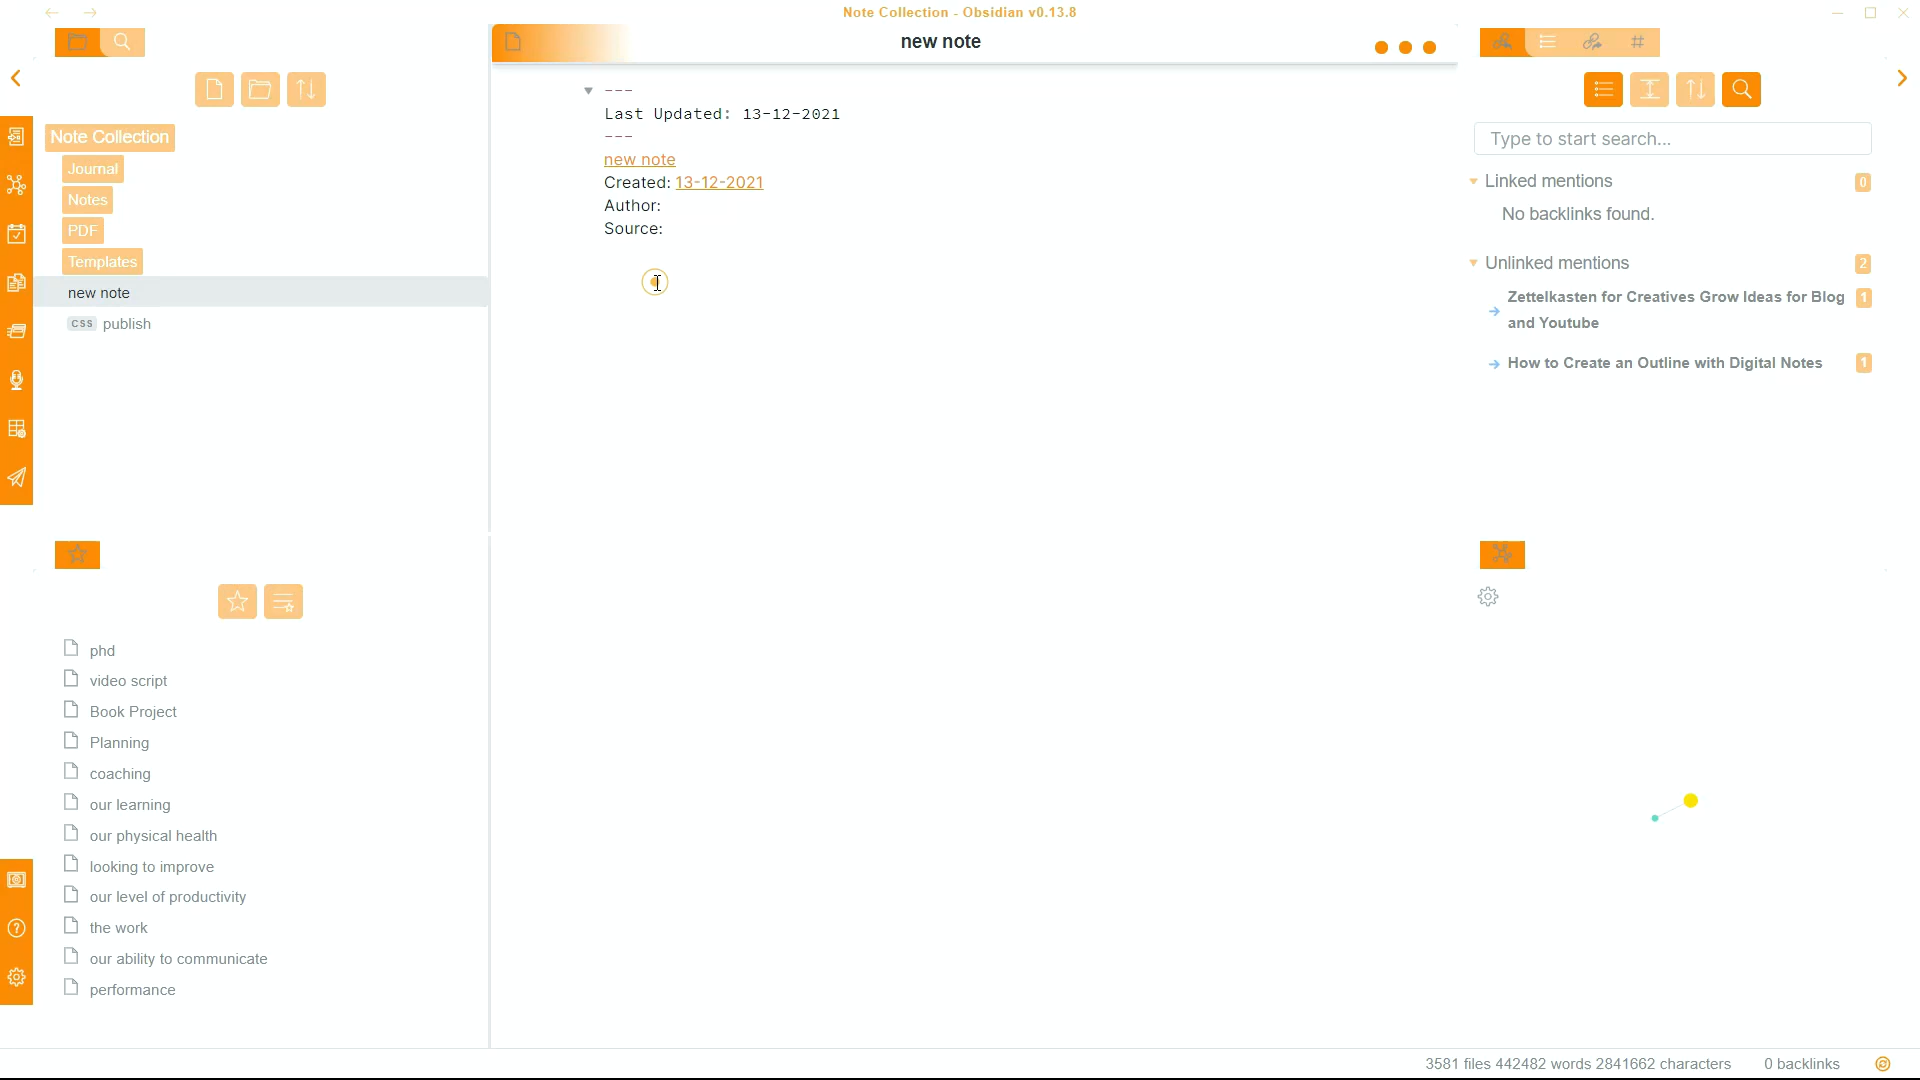 Note Collection - Obsidian v0.13.8
new note
---
Last Updated: 13-12-2021
---
new note
Created: 13-12-2021
Author:
Source:
Note Collection
Journal
Notes
PDF
Templates
new note
CSS publish
phd
video script
Book Project
Planning
coaching
our learning
our physical health
looking to improve
our level of productivity
the work
our ability to communicate
performance
Type to start search...
Linked mentions 0
No backlinks found.
Unlinked mentions 2
Zettelkasten for Creatives Grow Ideas for Blog 1
and Youtube
How to Create an Outline with Digital Notes 1
3581 files 442482 words 2841662 characters 0 backlinks